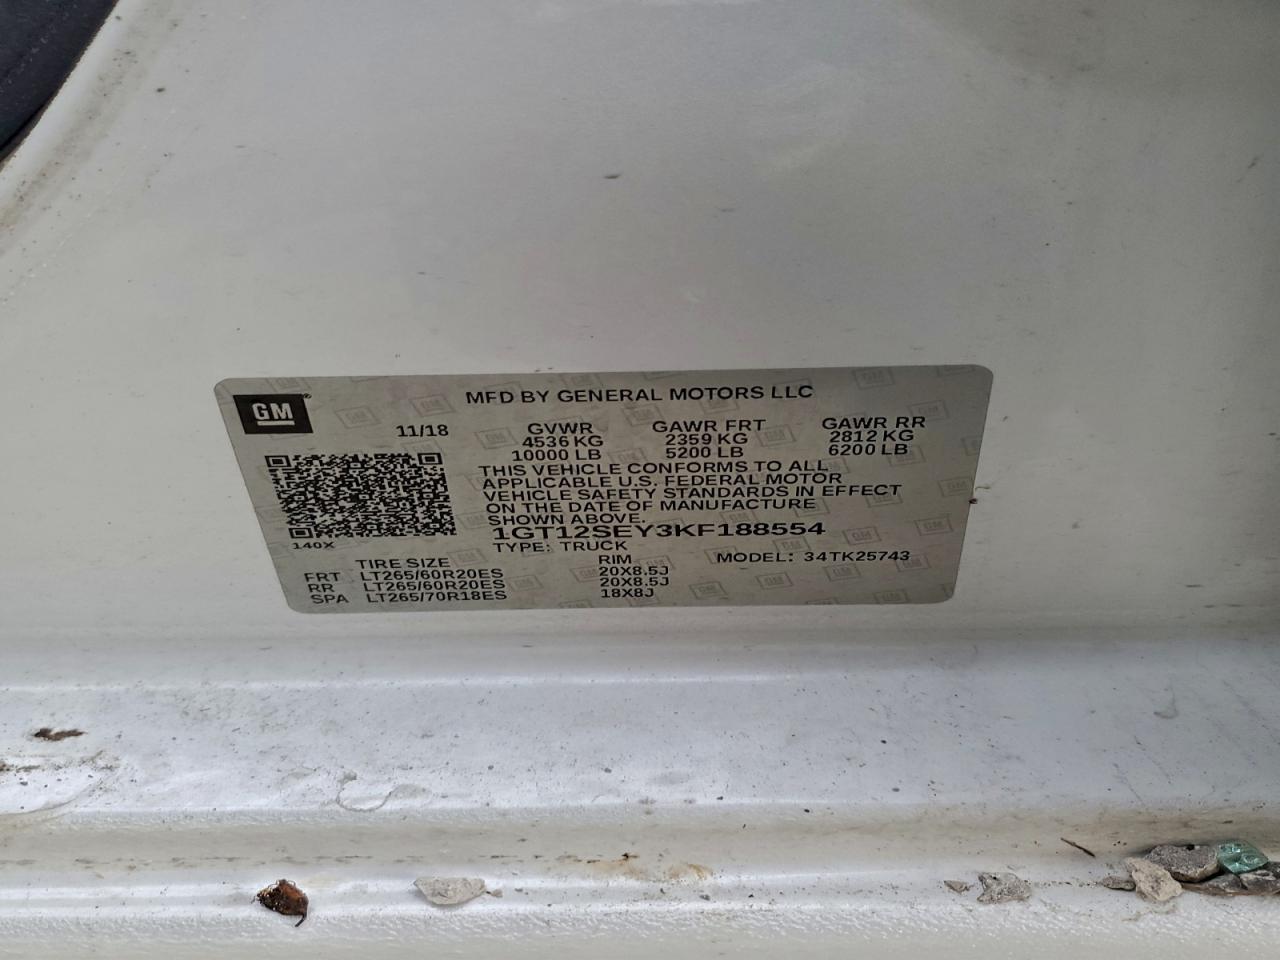 GM
MFD BY GENERAL MOTORS LLC
11/18 GVWR GAWR FRT GAWR RR
4536 KG 2359 KG 2812 KG
10000 LB 5200 LB 6200 LB
THIS VEHICLE CONFORMS TO ALL
APPLICABLE U.S. FEDERAL MOTOR
VEHICLE SAFETY STANDARDS IN EFFECT
ON THE DATE OF MANUFACTURE
SHOWN ABOVE.
1GT12SEY3KF188554
140X TYPE: TRUCK
MODEL: 34TK25743
TIRE SIZE RIM
FRT LT265/60R20ES 20X8.5J
RR LT265/60R20ES 20X8.5J
SPA LT265/70R18ES 18X8J